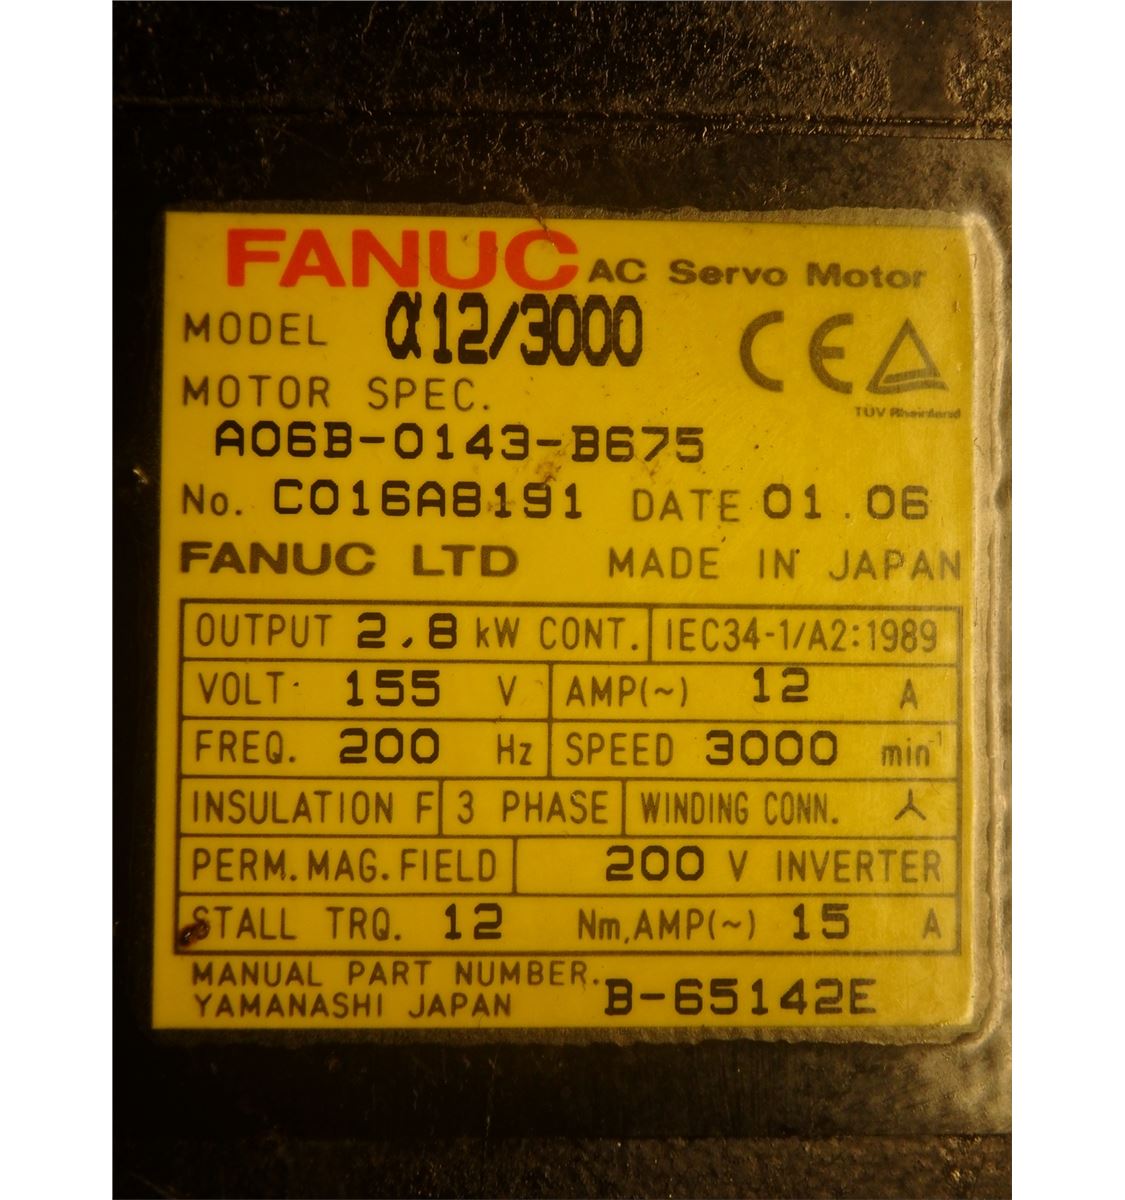 FANUC AC Servo Motor
MODEL α12/3000
CE
TÜV Rheinland
MOTOR SPEC.
A06B-0143-B675
No. C016A8191 DATE 01.06
FANUC LTD MADE IN JAPAN
OUTPUT 2.8 kW CONT. IEC34-1/A2:1989
VOLT. 155 V AMP(~) 12 A
FREQ. 200 Hz SPEED 3000 min⁻¹
INSULATION F 3 PHASE WINDING CONN.
PERM.MAG.FIELD 200 V INVERTER
STALL TRQ. 12 Nm,AMP(~) 15 A
MANUAL PART NUMBER.
YAMANASHI JAPAN B-65142E